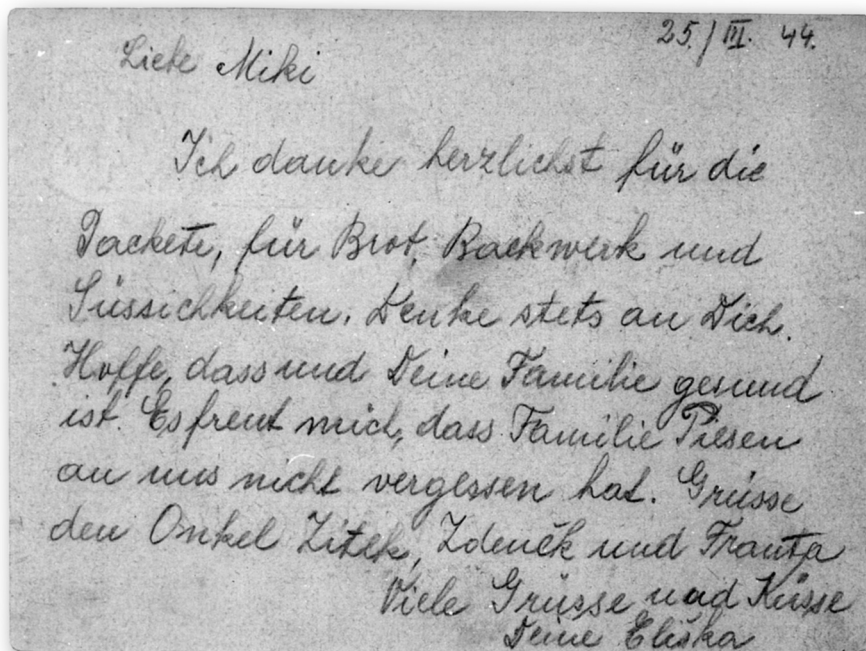 25./III. 44.
Liebe Miki
Ich danke herzlichst für die
Packete, für Brot, Backwerk und
Süssichkeiten. Denke stets an Dich.
Hoffe, dass und Deine Familie gesund
ist. Es freut mich, dass Familie Piesen
an uns nicht vergessen hat. Grüsse
den Onkel Zítek, Zdeněk und Franta
Viele Grüsse und Küsse
Deine Eliška